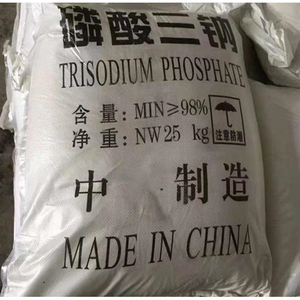 磷酸三钠
TRISODIUM PHOSPHATE
含量: MIN≥98%
净重: NW25 kg
注意防潮
中 制造
MADE IN CHINA